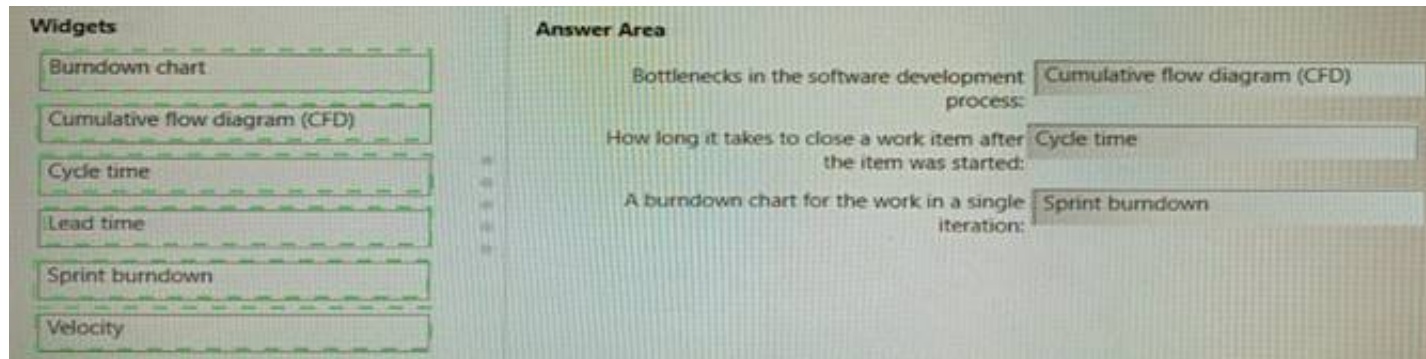 Widgets
Burndown chart
Cumulative flow diagram (CFD)
Cycle time
Lead time
Sprint burndown
Velocity
Answer Area
Bottlenecks in the software development
process:
Cumulative flow diagram (CFD)
How long it takes to close a work item after
the item was started:
Cycle time
A burndown chart for the work in a single
iteration:
Sprint burndown